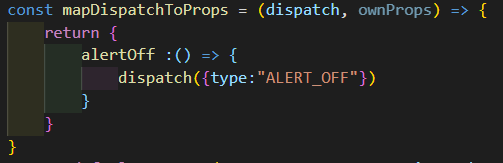 const mapDispatchToProps = (dispatch, ownProps) => {
    return {
        alertOff :() => {
            dispatch({type:"ALERT_OFF"})
        }
    }
}